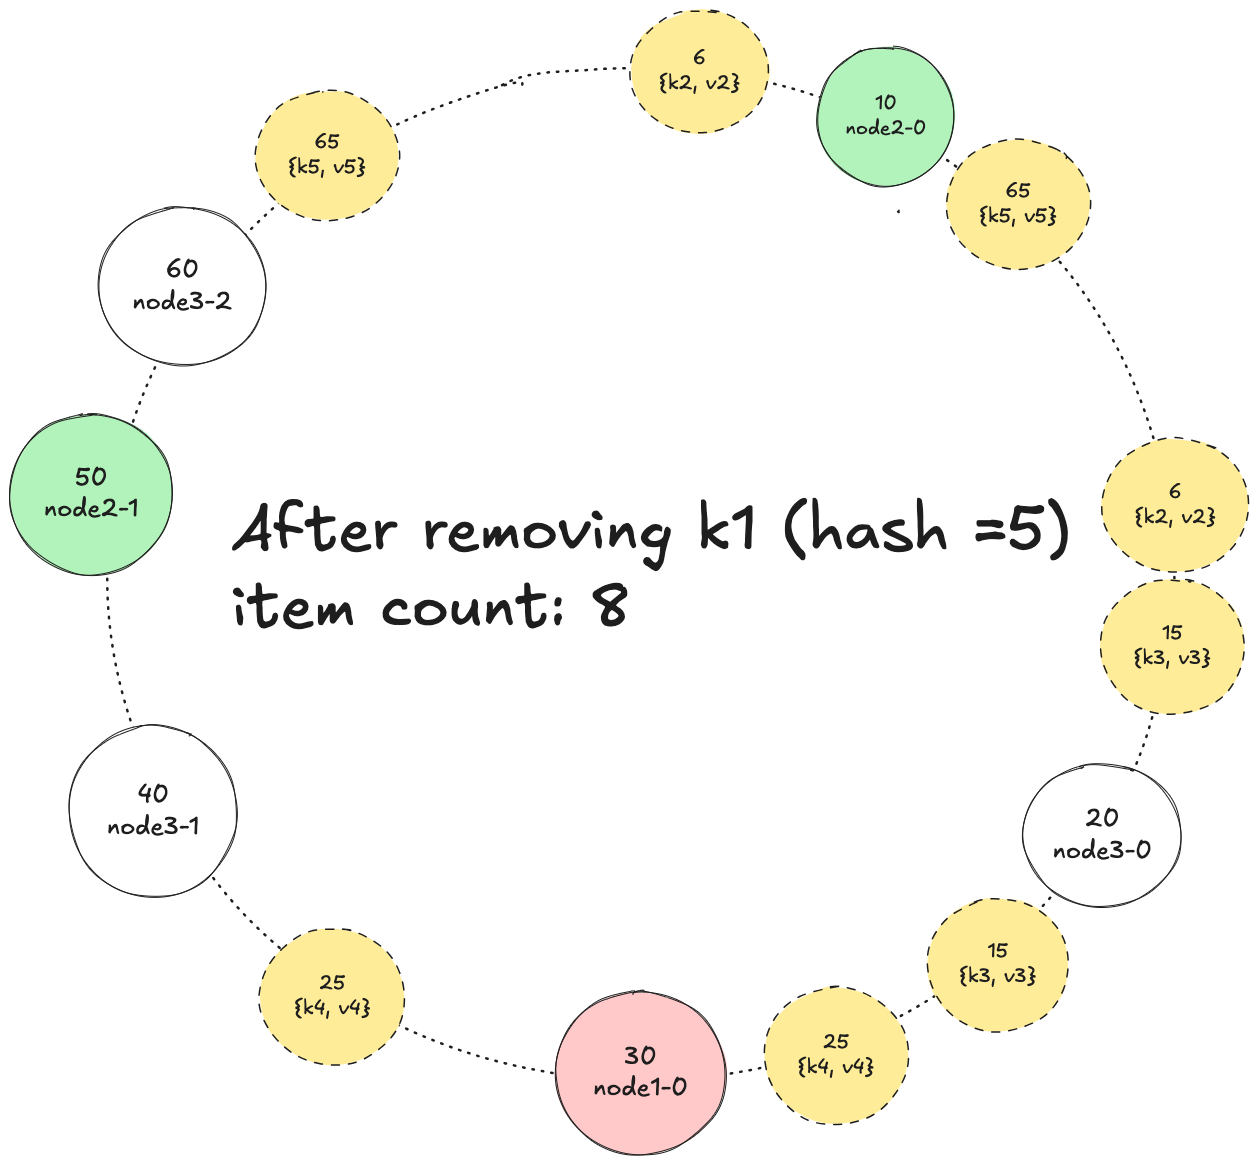 6
{k2, v2}
10
node2-0
65
{k5, v5}
65
{k5, v5}
60
node3-2
50
node2-1
After removing k1 (hash =5)
item count: 8
6
{k2, v2}
15
{k3, v3}
40
node3-1
20
node3-0
15
{k3, v3}
25
{k4, v4}
25
{k4, v4}
30
node1-0